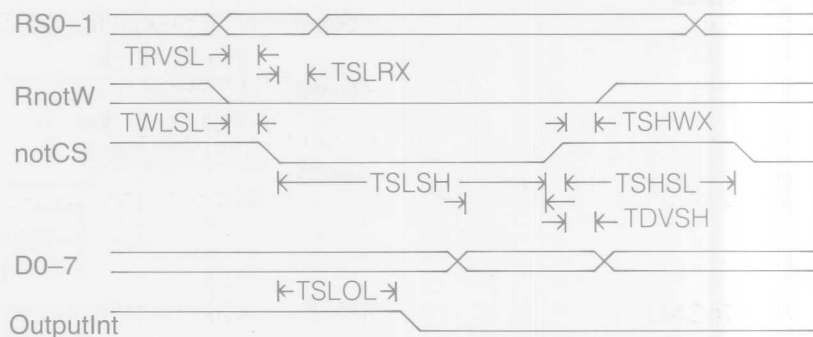 RS0–1
TRVSL
TSLRX
RnotW
TWLSL
TSHWX
notCS
TSLSH
TSHSL
TDVSH
D0–7
TSLOL
OutputInt